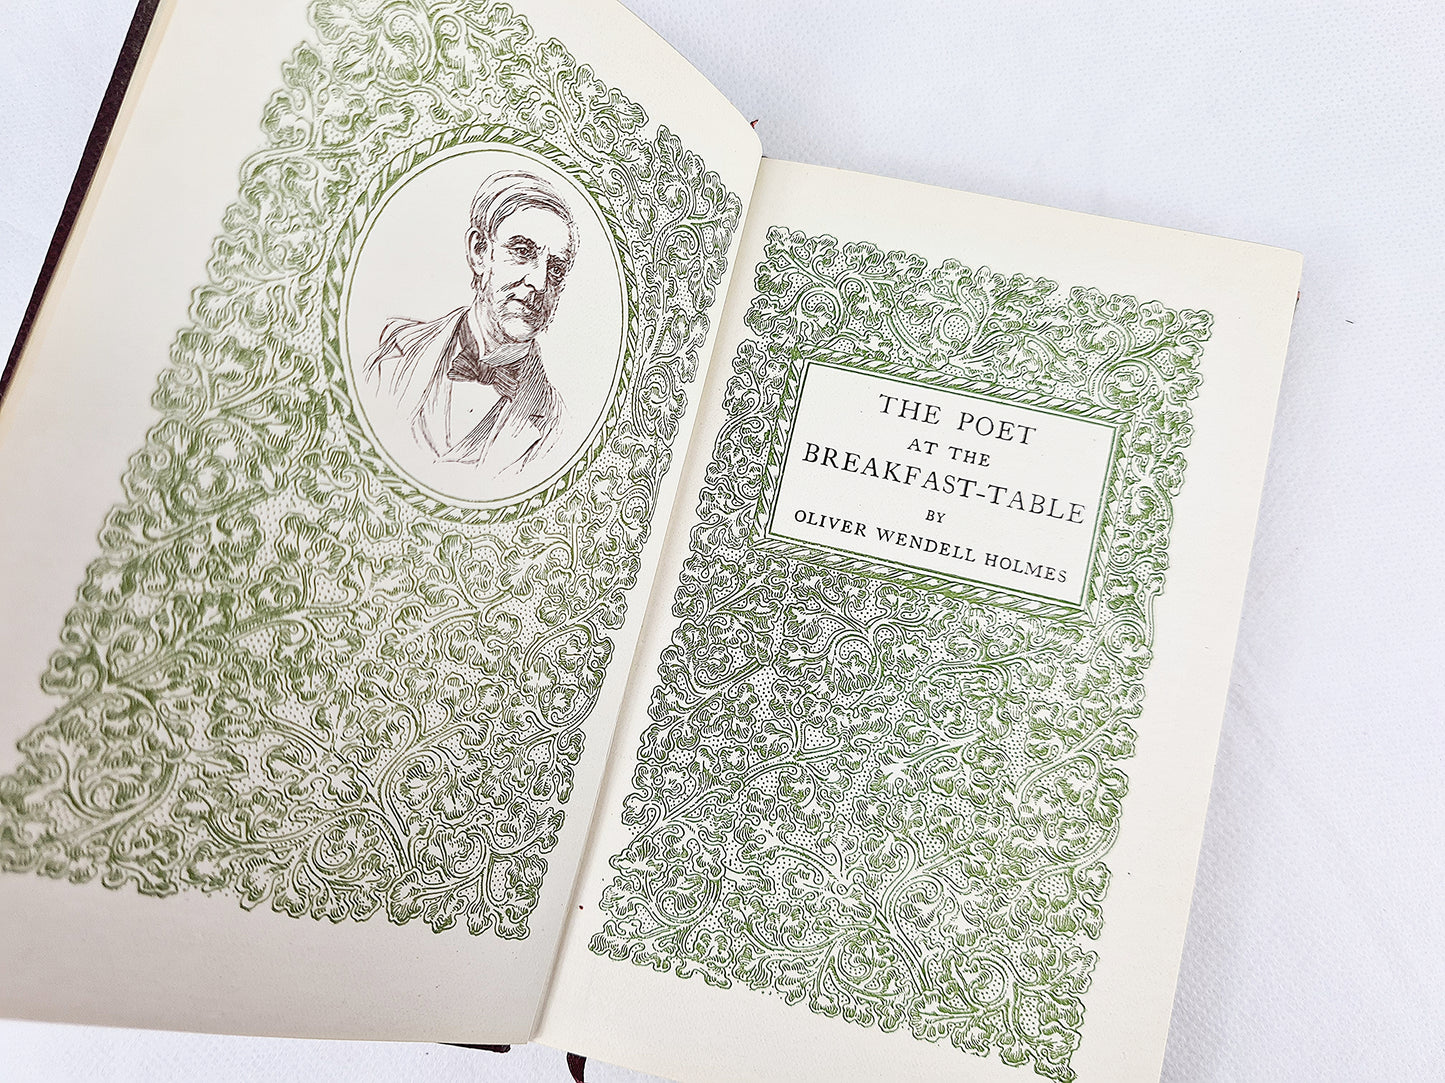 THE POET
AT THE
BREAKFAST-TABLE
BY
OLIVER WENDELL HOLMES